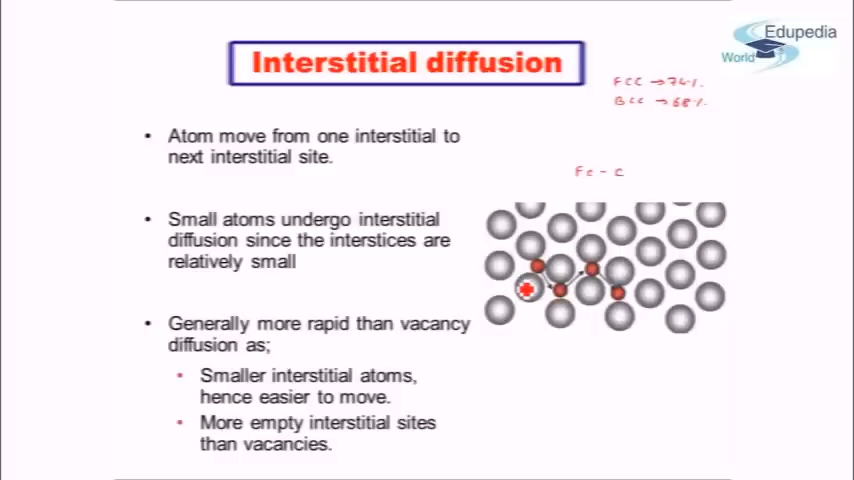 Edupedia
World
Interstitial diffusion
FCC → 74%.
BCC → 68%.
• Atom move from one interstitial to
next interstitial site.
Fe - C
• Small atoms undergo interstitial
diffusion since the interstices are
relatively small
• Generally more rapid than vacancy
diffusion as;
• Smaller interstitial atoms,
hence easier to move.
• More empty interstitial sites
than vacancies.